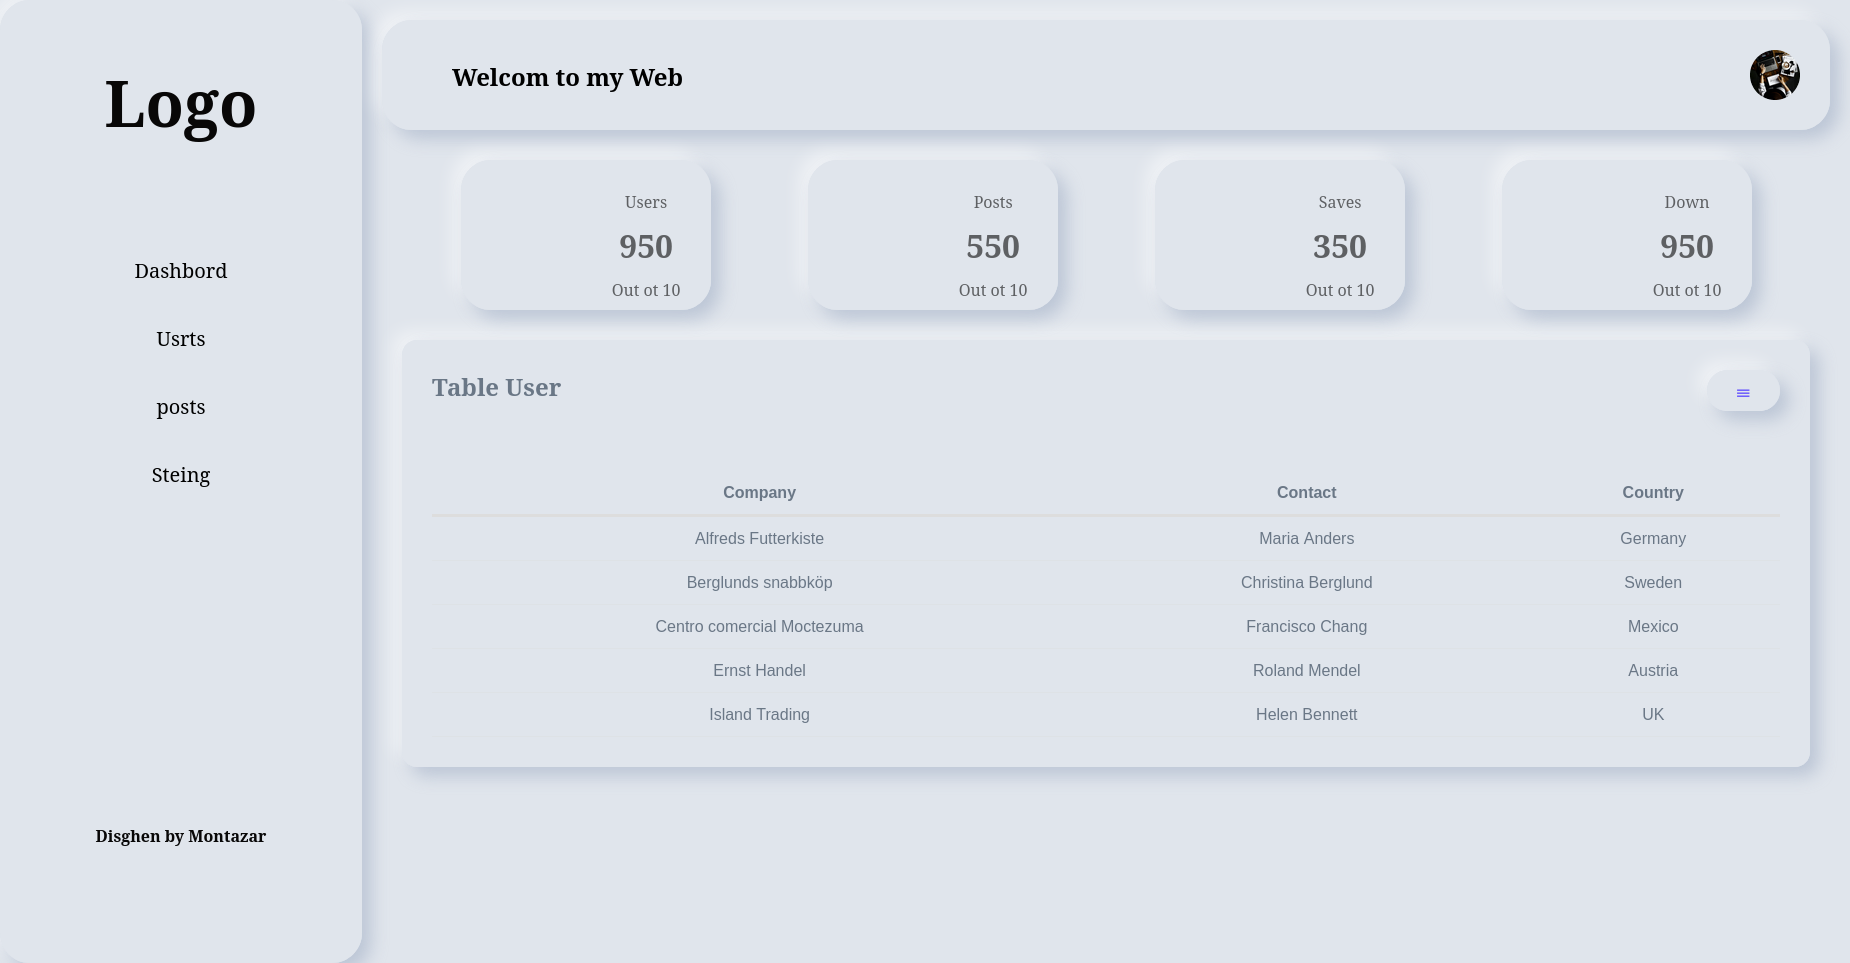 Logo
Dashbord
Usrts
posts
Steing
Disghen by Montazar
Welcom to my Web
Users
950
Out ot 10
Posts
550
Out ot 10
Saves
350
Out ot 10
Down
950
Out ot 10
Table User
Company Contact Country
Alfreds Futterkiste Maria Anders Germany
Berglunds snabbköp Christina Berglund Sweden
Centro comercial Moctezuma Francisco Chang Mexico
Ernst Handel Roland Mendel Austria
Island Trading Helen Bennett UK